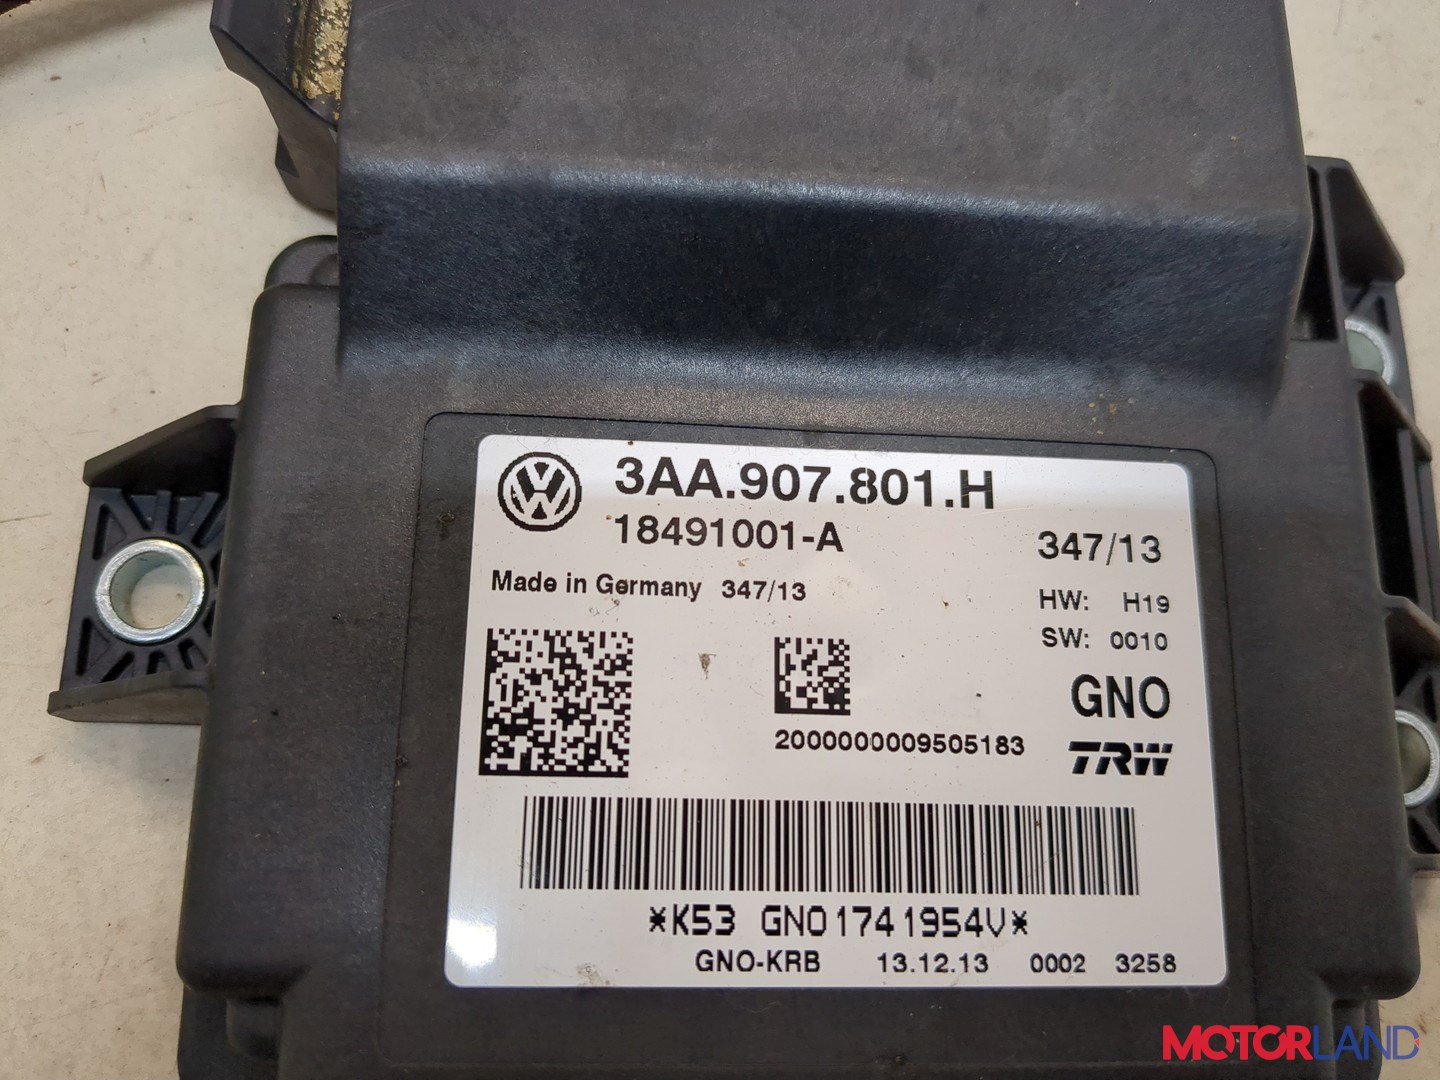 3AA.907.801.H
18491001-A
347/13
Made in Germany 347/13
HW: H19
SW: 0010
GNO
2000000009505183
TRW
*K53 GNO1741954V*
GNO-KRB 13.12.13 0002 3258
MOTORLAND